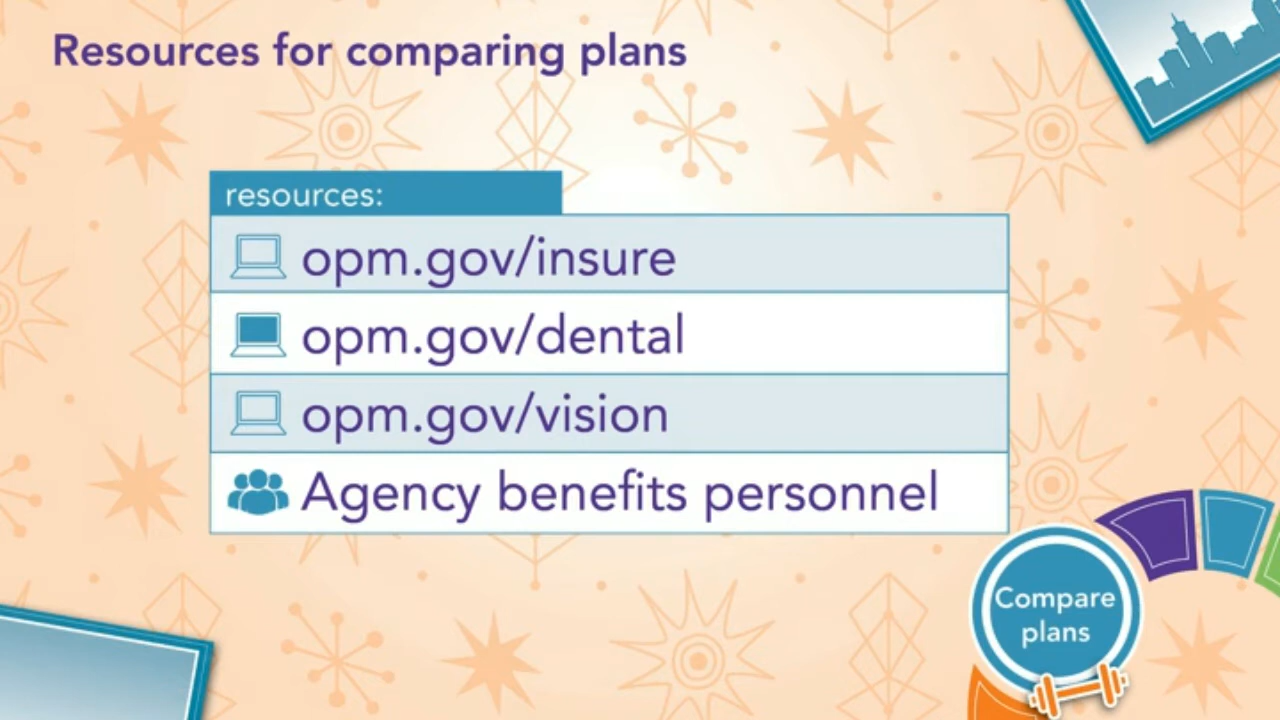 Resources for comparing plans
resources:
opm.gov/insure
opm.gov/dental
opm.gov/vision
Agency benefits personnel
Compare
plans